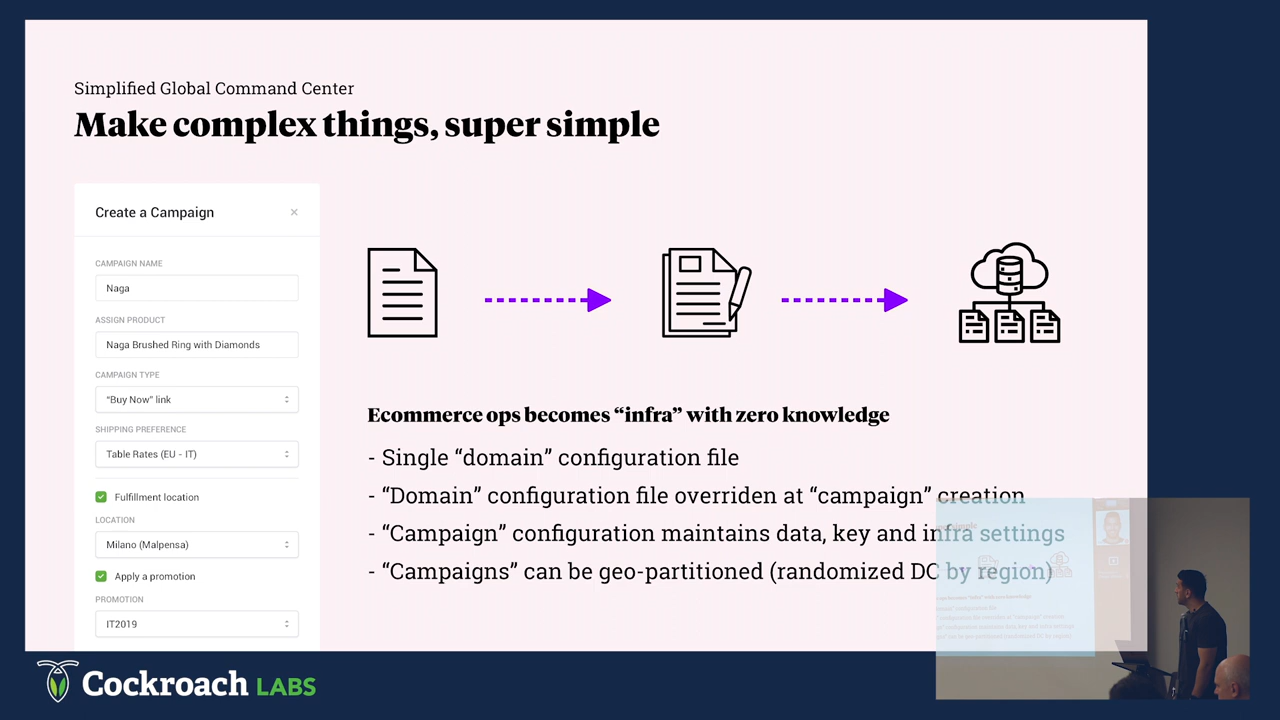 Simplified Global Command Center
Make complex things, super simple
Create a Campaign ×
CAMPAIGN NAME
Naga
ASSIGN PRODUCT
Naga Brushed Ring with Diamonds
CAMPAIGN TYPE
“Buy Now” link
SHIPPING PREFERENCE
Table Rates (EU - IT)
Fulfillment location
LOCATION
Milano (Malpensa)
Apply a promotion
PROMOTION
IT2019
Ecommerce ops becomes “infra” with zero knowledge
- Single “domain” configuration file
- “Domain” configuration file overriden at “campaign” creation
- “Campaign” configuration maintains data, key and infra settings
- “Campaigns” can be geo-partitioned (randomized DC by region)
Cockroach LABS